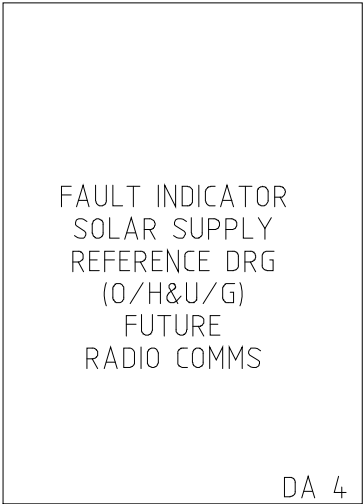 FAULT INDICATOR
SOLAR SUPPLY
REFERENCE DRG
(O/H&U/G)
FUTURE
RADIO COMMS
DA 4